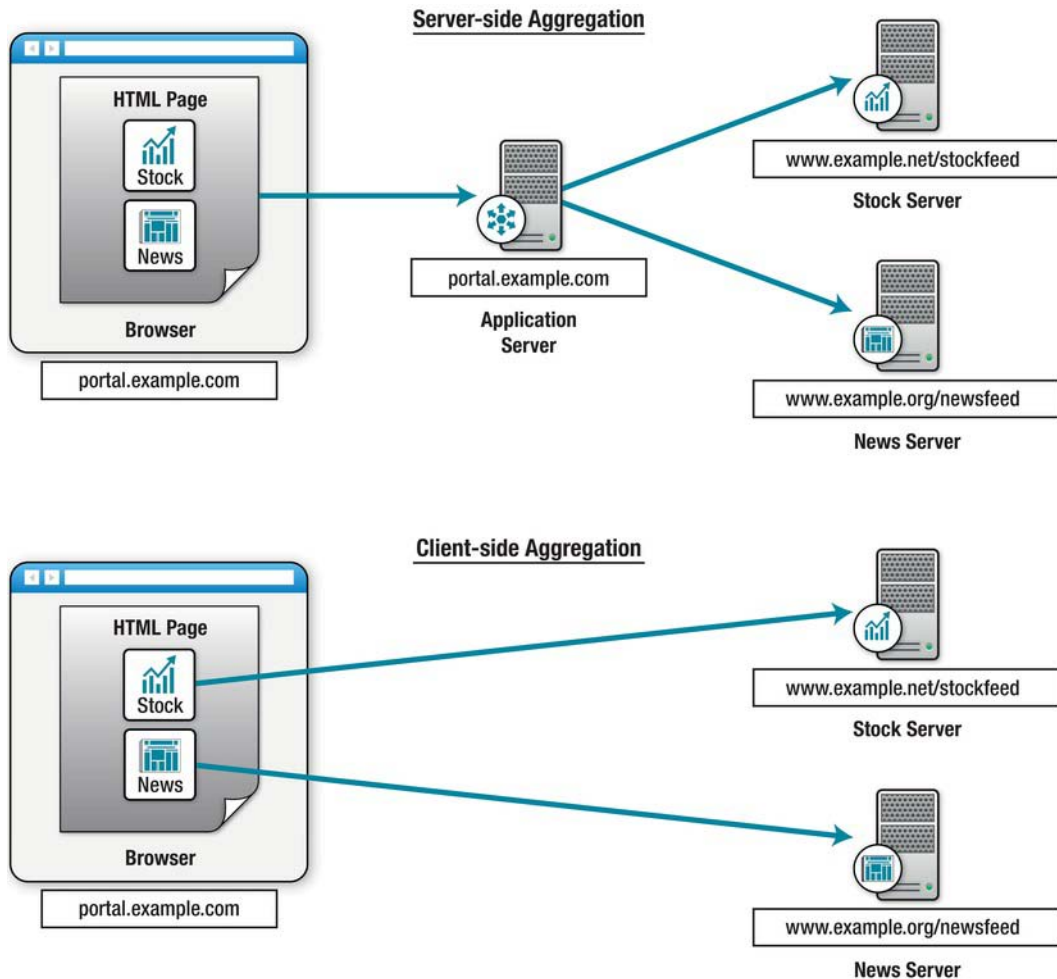 Server-side Aggregation
HTML Page
Stock
News
Browser
portal.example.com
portal.example.com
Application
Server
www.example.net/stockfeed
Stock Server
www.example.org/newsfeed
News Server
Client-side Aggregation
HTML Page
Stock
News
Browser
portal.example.com
www.example.net/stockfeed
Stock Server
www.example.org/newsfeed
News Server